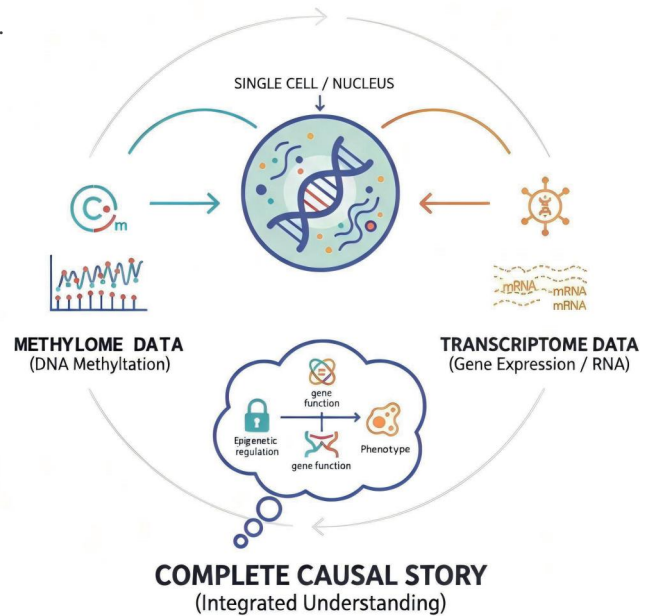 SINGLE CELL / NUCLEUS
C m
mRNA mRNA
mRNA
METHYLOME DATA
(DNA Methyltation)
TRANSCRIPTOME DATA
(Gene Expression / RNA)
gene
function
Epigenetic
regulation
gene function
Phenotype
COMPLETE CAUSAL STORY
(Integrated Understanding)